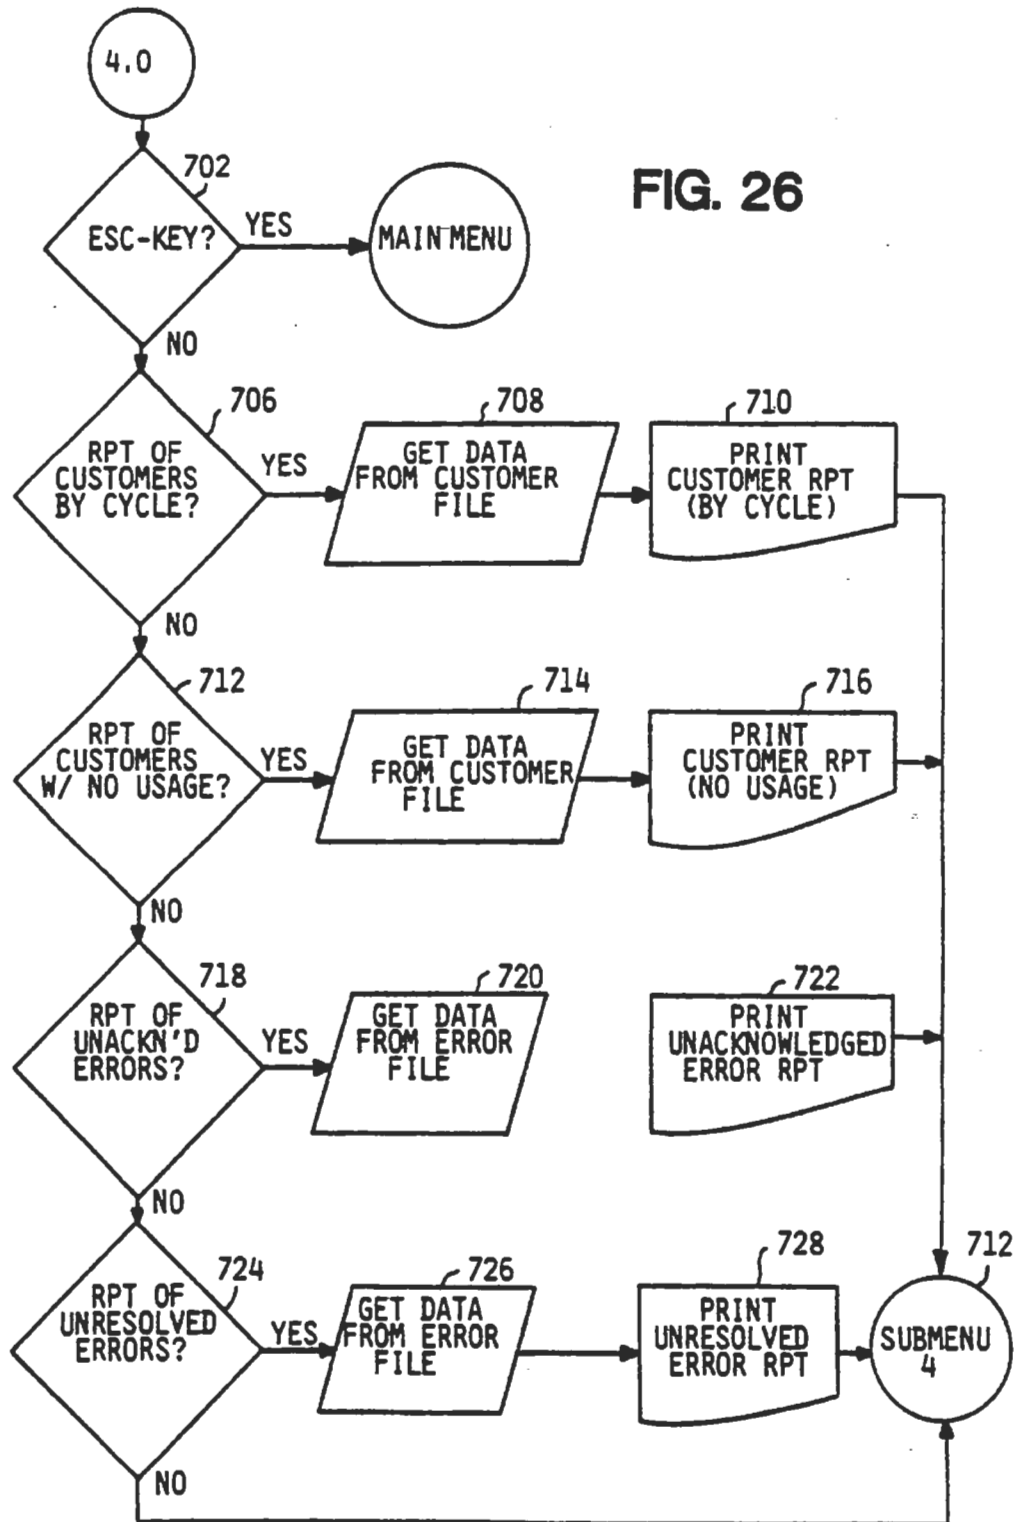 4.0
702
FIG. 26
ESC-KEY?
YES
MAIN MENU
NO
706
708
710
RPT OF
CUSTOMERS
BY CYCLE?
YES
GET DATA
FROM CUSTOMER
FILE
PRINT
CUSTOMER RPT
(BY CYCLE)
NO
712
714
716
RPT OF
CUSTOMERS
W/ NO USAGE?
YES
GET DATA
FROM CUSTOMER
FILE
PRINT
CUSTOMER RPT
(NO USAGE)
NO
718
720
722
RPT OF
UNACKN'D
ERRORS?
YES
GET DATA
FROM ERROR
FILE
PRINT
UNACKNOWLEDGED
ERROR RPT
NO
724
726
728
712
RPT OF
UNRESOLVED
ERRORS?
YES
GET DATA
FROM ERROR
FILE
PRINT
UNRESOLVED
ERROR RPT
SUBMENU
4
NO